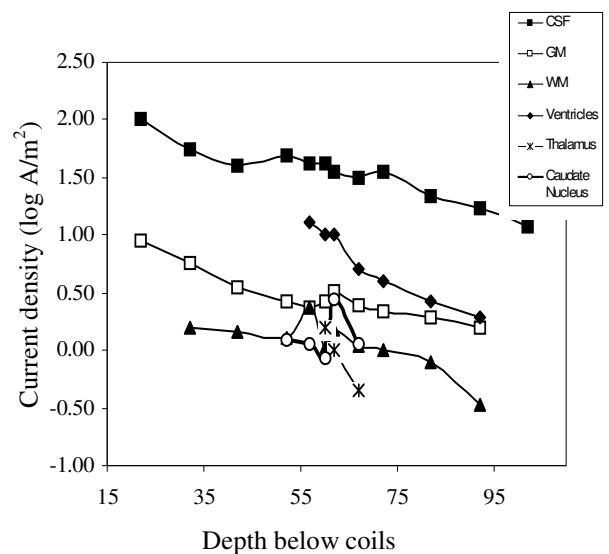 CSF
GM
WM
Ventricles
Thalamus
Caudate
Nucleus
2.50
2.00
1.50
1.00
0.50
0.00
-0.50
-1.00
Current density (log A/m²)
15
35
55
75
95
Depth below coils